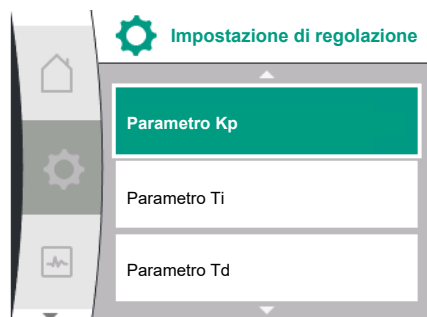 Impostazione di regolazione
Parametro Kp
Parametro Ti
Parametro Td